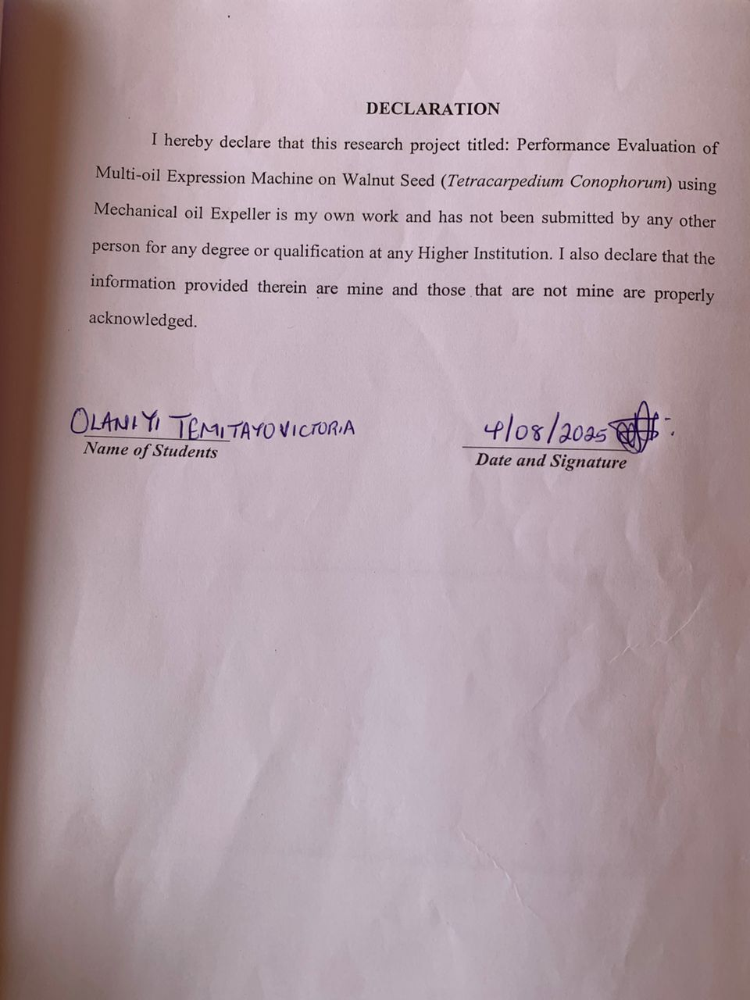 DECLARATION
I hereby declare that this research project titled: Performance Evaluation of
Multi-oil Expression Machine on Walnut Seed (Tetracarpedium Conophorum) using
Mechanical oil Expeller is my own work and has not been submitted by any other
person for any degree or qualification at any Higher Institution. I also declare that the
information provided therein are mine and those that are not mine are properly
acknowledged.
OLANIYI TEMITAYO VICTORIA
4/08/2025
Name of Students
Date and Signature